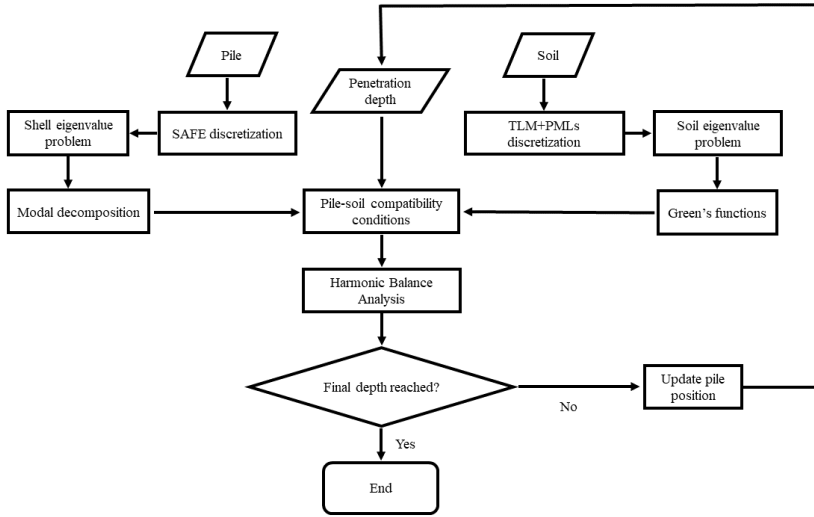 Pile
Soil
Penetration
depth
Shell eigenvalue
problem
SAFE discretization
TLM+PMLs
discretization
Soil eigenvalue
problem
Modal decomposition
Pile-soil compatibility
conditions
Green's functions
Harmonic Balance
Analysis
Final depth reached?
No
Update pile
position
Yes
End